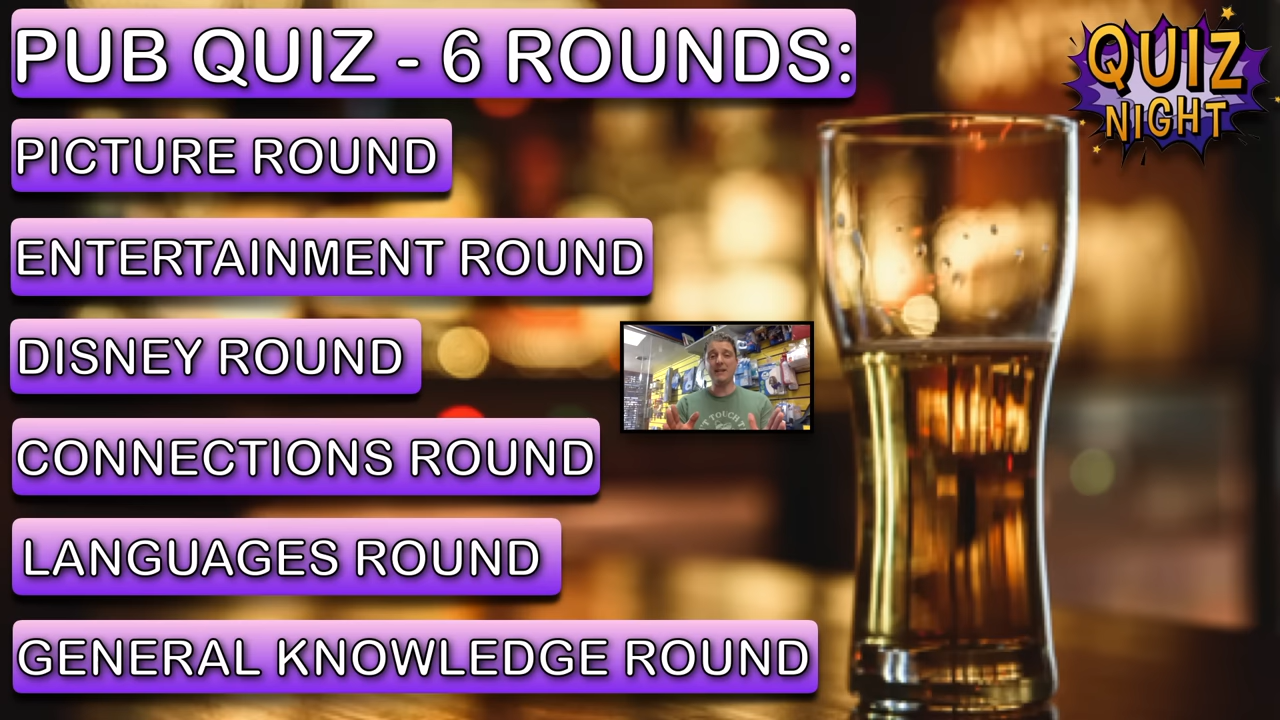 PUB QUIZ - 6 ROUNDS:
QUIZ
NIGHT
PICTURE ROUND
ENTERTAINMENT ROUND
DISNEY ROUND
CONNECTIONS ROUND
LANGUAGES ROUND
GENERAL KNOWLEDGE ROUND